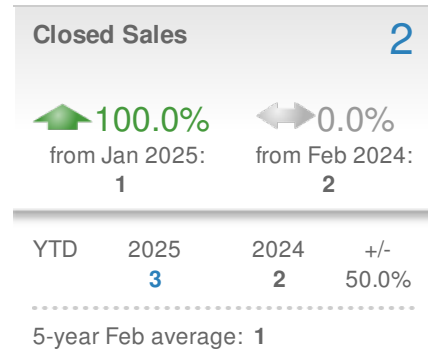 Closed Sales 2
100.0% 0.0%
from Jan 2025: from Feb 2024:
1 2
YTD 2025 2024 +/-
3 2 50.0%
5-year Feb average: 1